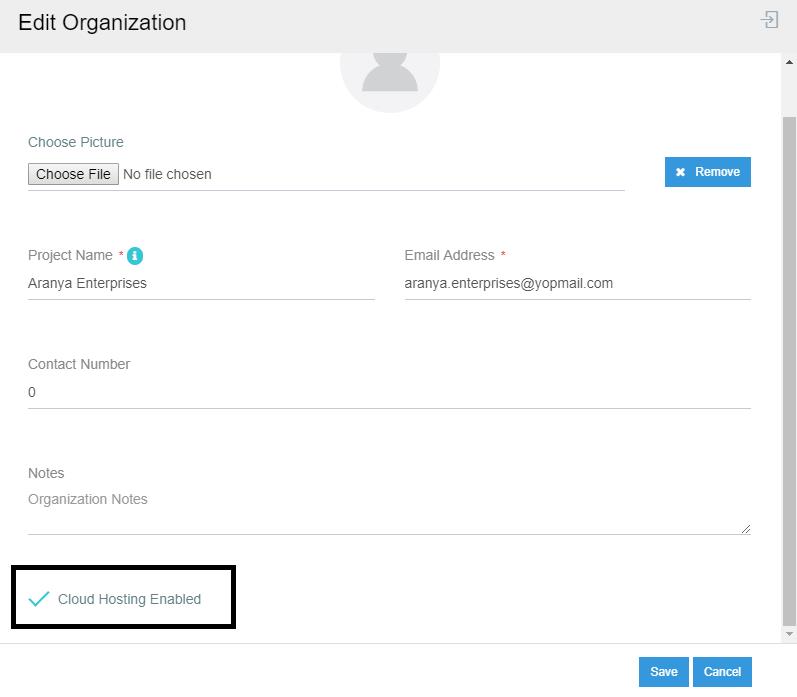 Edit Organization
Choose Picture
Choose File No file chosen
Remove
Project Name * Email Address *
Aranya Enterprises aranya.enterprises@yopmail.com
Contact Number
0
Notes
Organization Notes
Cloud Hosting Enabled
Save Cancel